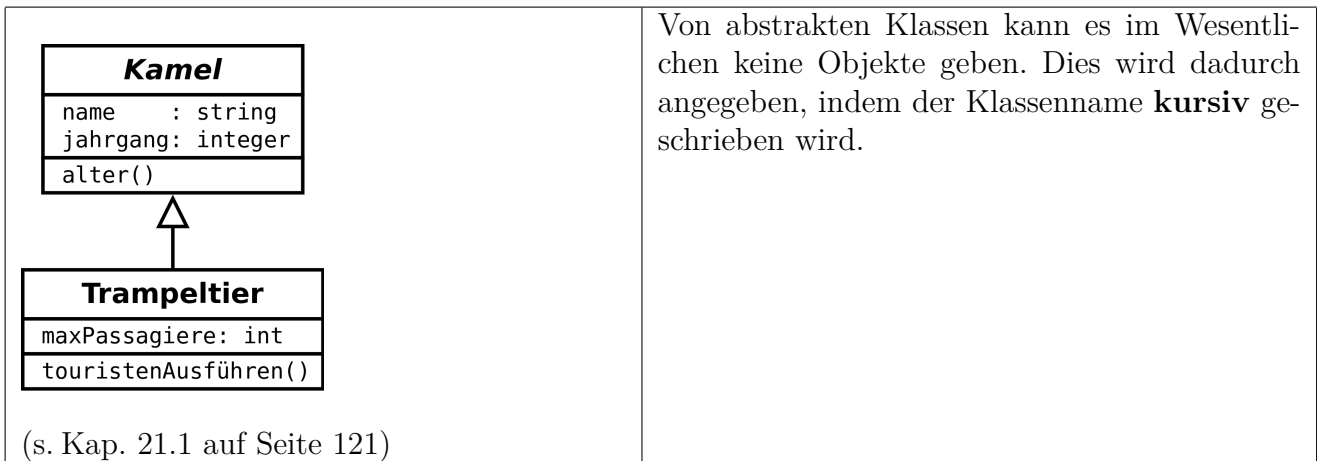 Kamel
name    : string
jahrgang: integer
alter()
Trampeltier
maxPassagiere: int
touristenAusführen()
(s. Kap. 21.1 auf Seite 121)
Von abstrakten Klassen kann es im Wesentli-
chen keine Objekte geben. Dies wird dadurch
angegeben, indem der Klassenname kursiv ge-
schrieben wird.